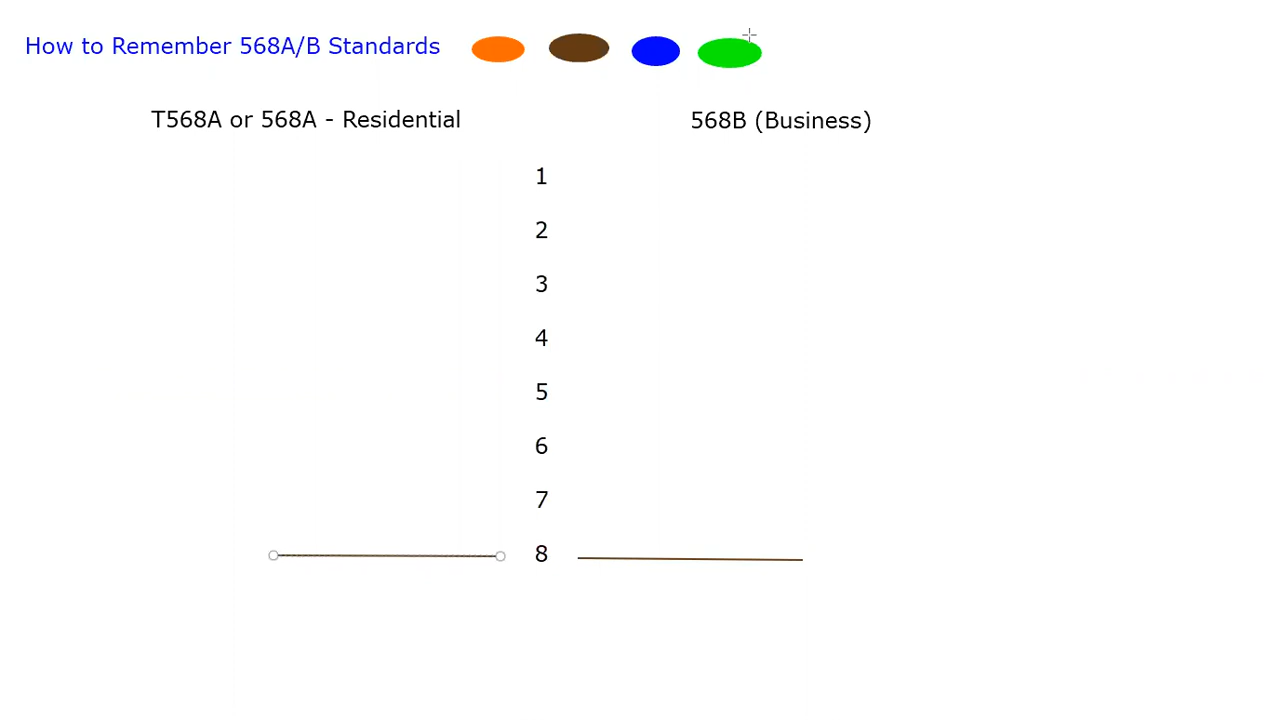 How to Remember 568A/B Standards
T568A or 568A - Residential
568B (Business)
1
2
3
4
5
6
7
8